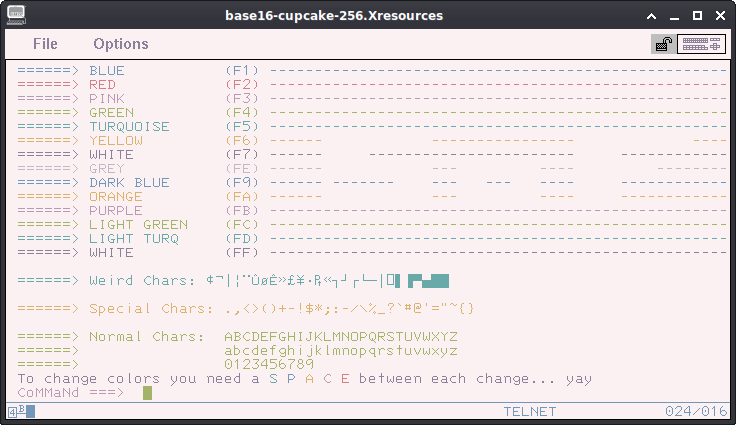 base16-cupcake-256.Xresources
File Options
======> BLUE (F1) ----------------------------------------------------------
======> RED (F2) ----------------------------------------------------------
======> PINK (F3) ----------------------------------------------------------
======> GREEN (F4) ----------------------------------------------------------
======> TURQUOISE (F5) ----------------------------------------------------------
======> YELLOW (F6) ------- ------------------ ----
======> WHITE (F7) ------- -------------------------- --------------
======> GREY (FE) ------- --- --- --------------
======> DARK BLUE (F9) ------ -------- --- --- ---- --------------
======> ORANGE (FA) ------- --- ---- --------------
======> PURPLE (FB) ----------------------------------------------------------
======> LIGHT GREEN (FC) ----------------------------------------------------------
======> LIGHT TURQ (FD) ----------------------------------------------------------
======> WHITE (FF) ----------------------------------------------------------
======> Weird Chars: ¢¬|¦¨ÛøÊ»£¥·₧«┐┘┌└─│
======> Special Chars: .,<>()+-!$*;:-/\%_?`#@'="~{}
======> Normal Chars: ABCDEFGHIJKLMNOPQRSTUVWXYZ
======> abcdefghijklmnopqrstuvwxyz
======> 0123456789
To change colors you need a S P A C E between each change... yay
CoMMaNd ===>
4 B TELNET 024/016